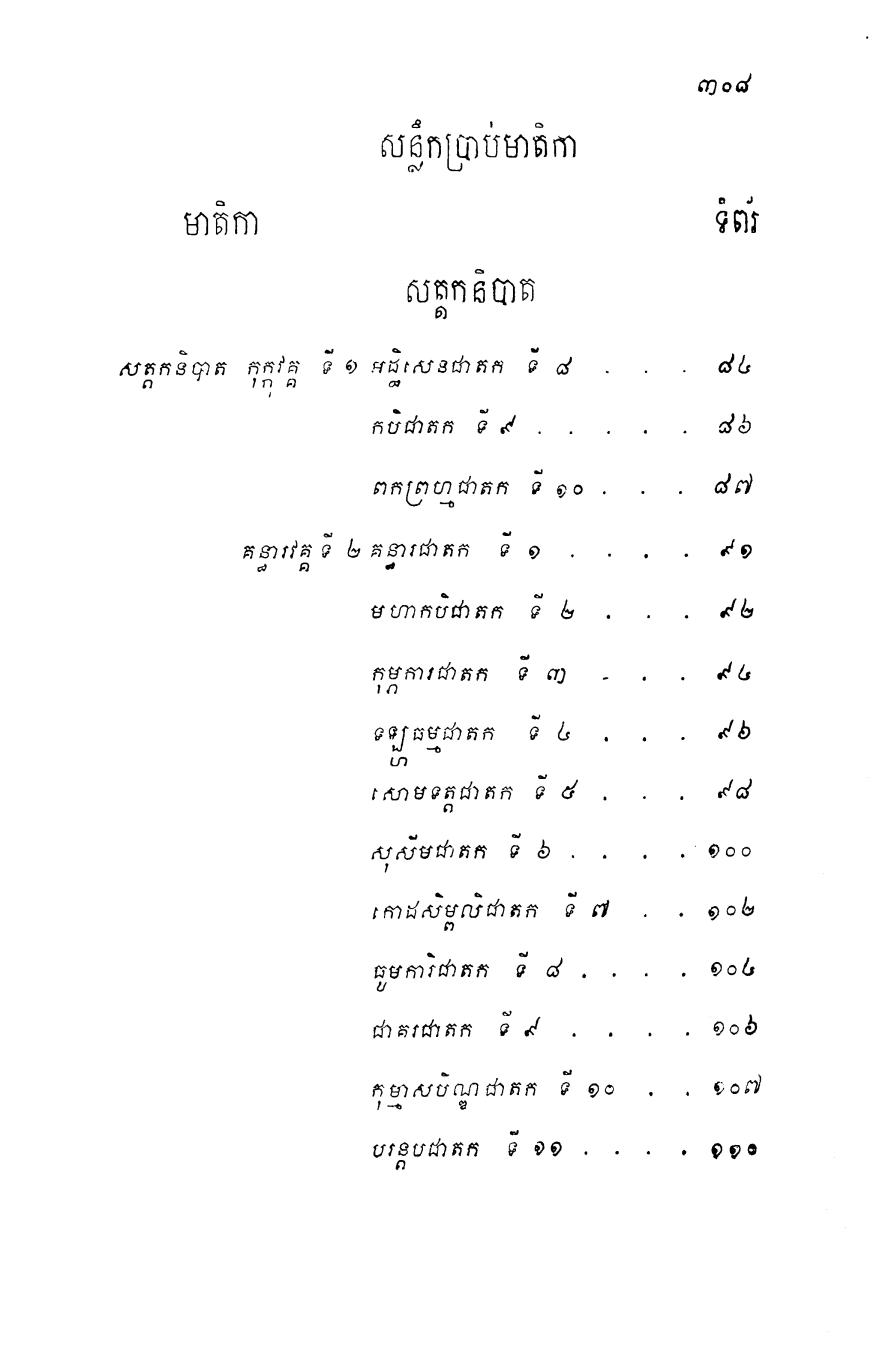 ៣០៨
សន្លឹកប្រាប់មាតិកា
មាតិកា ទំព័រ
សត្តកនិបាត
សត្តកនិបាត កុក្កុវគ្គ ទី ១ អដ្ឋិសេនជាតក ទី ៨ . . . ៨៤
កបិជាតក ទី ៩ . . . . . ៨៦
ពកព្រហ្មជាតក ទី ១០ . . . ៨៧
គន្ធារវគ្គ ទី ២ គន្ធារជាតក ទី ១ . . . . ៩១
មហាកបិជាតក ទី ២ . . . ៩២
កុម្ភការជាតក ទី ៣ - . . ៩៤
ទឡ្ហធម្មជាតក ទី ៤ . . . ៩៦
សោមទត្តជាតក ទី ៥ . . . ៩៨
សុសីមជាតក ទី ៦ . . . . ១០០
កោដសិម្ពលិជាតក ទី ៧ . . ១០២
ធូមការិជាតក ទី ៨ . . . . ១០៤
ជាគរជាតក ទី ៩ . . . . ១០៦
កុម្មាសបិណ្ឌជាតក ទី ១០ . . ១០៧
បរន្តបជាតក ទី ១១ . . . . ១១០